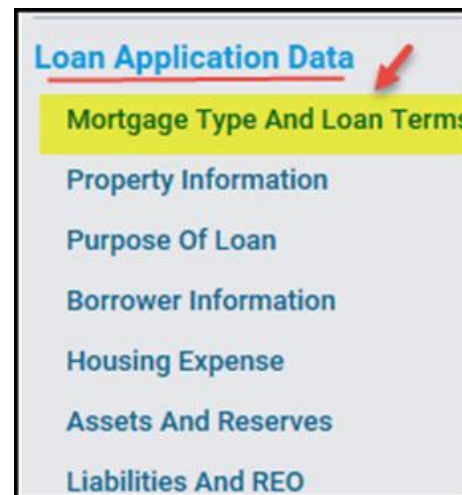 Loan Application Data
Mortgage Type And Loan Terms
Property Information
Purpose Of Loan
Borrower Information
Housing Expense
Assets And Reserves
Liabilities And REO